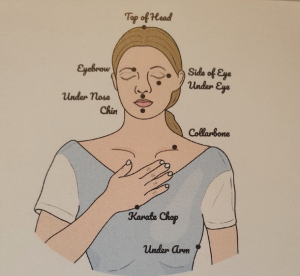 Top of Head
Eyebrow
Side of Eye
Under Eye
Under Nose
Chin
Collarbone
Karate Chop
Under Arm